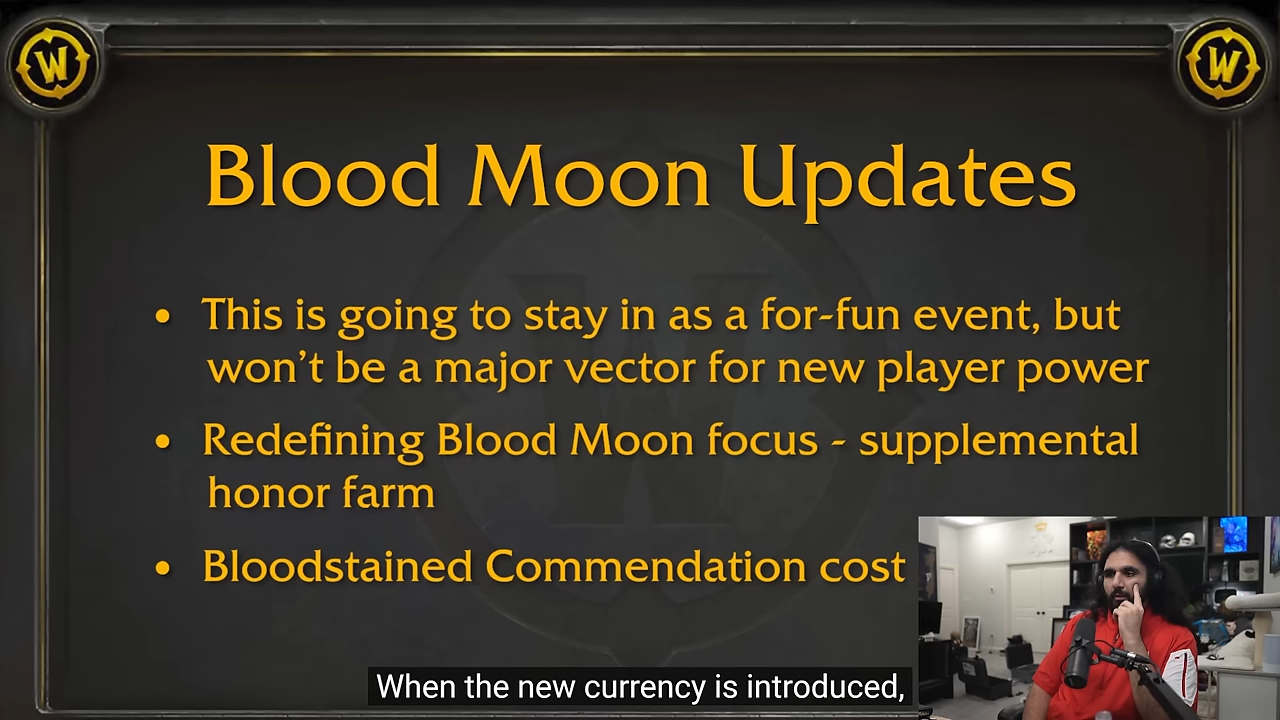 W
W
Blood Moon Updates
• This is going to stay in as a for-fun event, but
won't be a major vector for new player power
• Redefining Blood Moon focus - supplemental
honor farm
• Bloodstained Commendation cost
When the new currency is introduced,